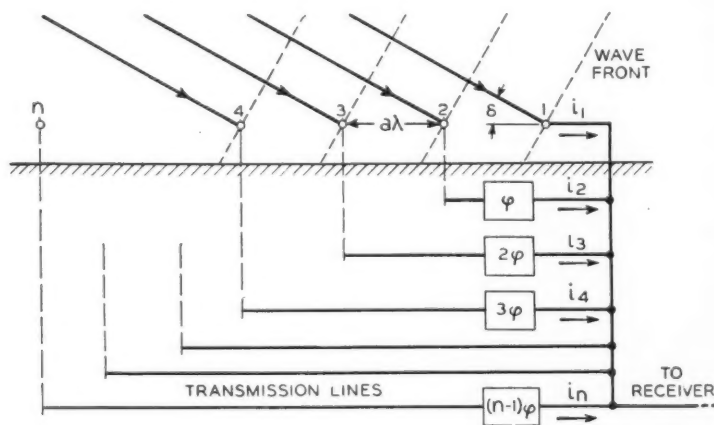 WAVE
FRONT
n
4
3
2
1
aλ
δ
i₁
φ
i₂
2φ
i₃
3φ
i₄
TRANSMISSION LINES
(n-1)φ
iₙ
TO
RECEIVER